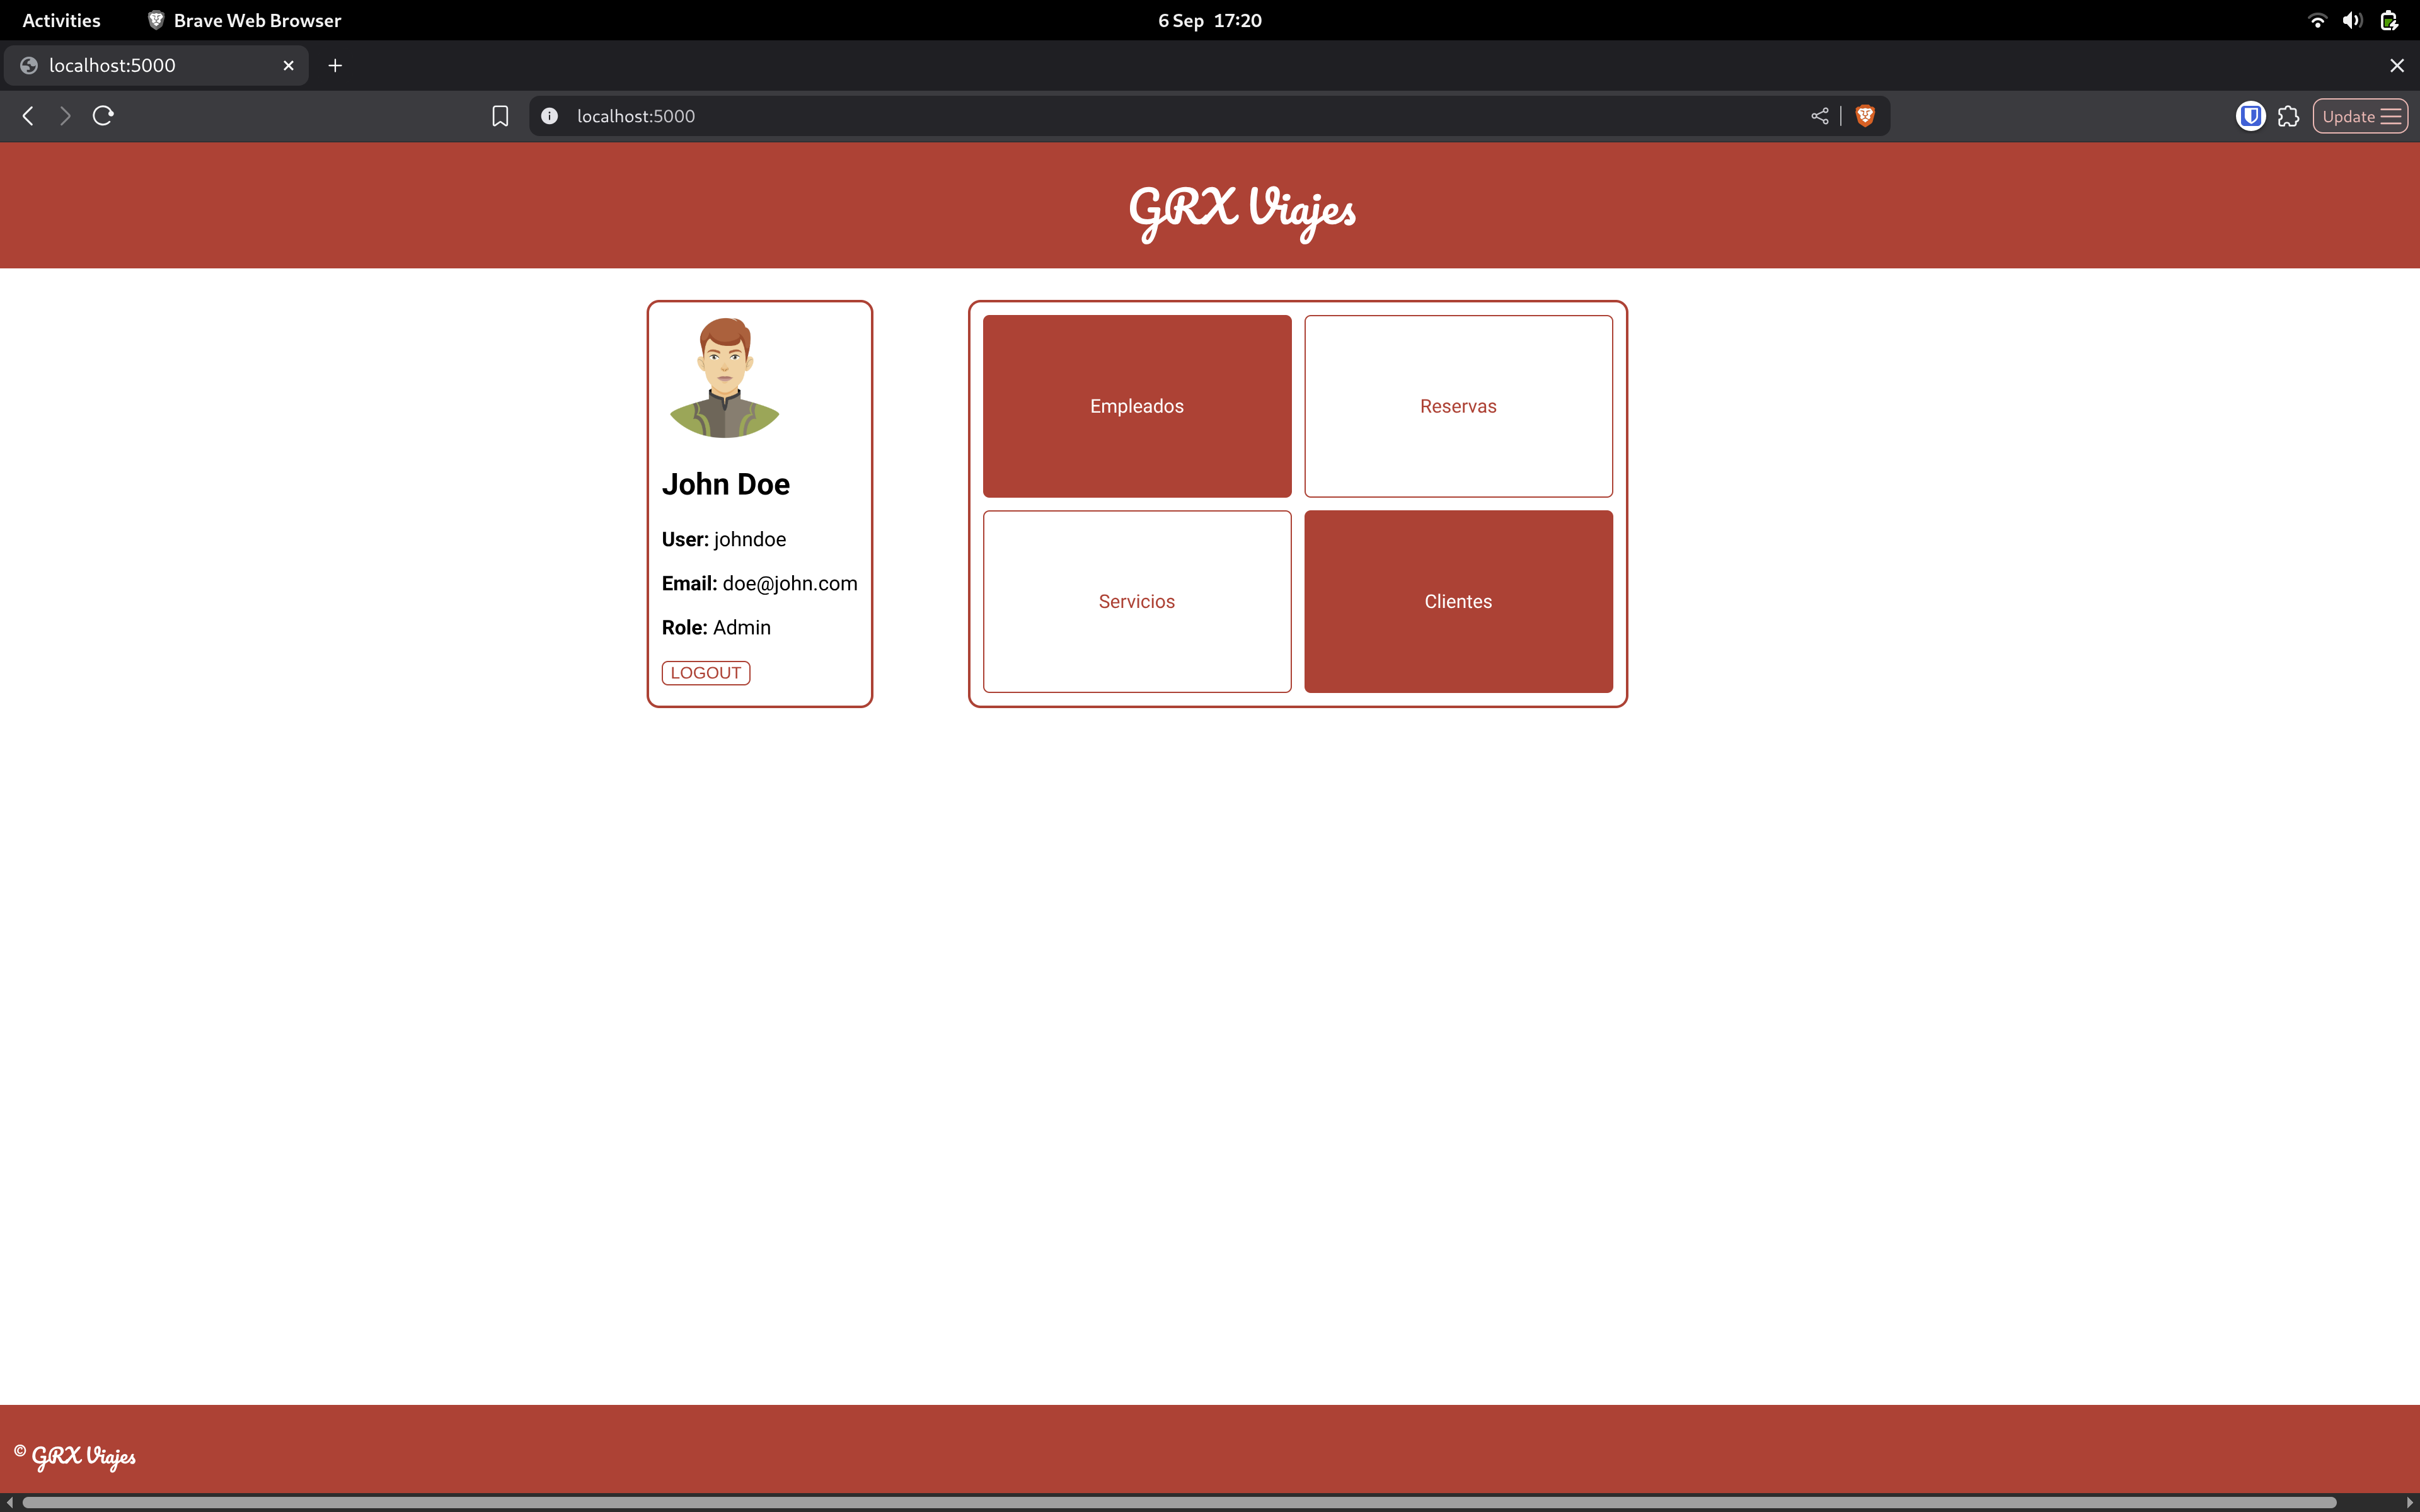 Activities Brave Web Browser 6 Sep 17:20
localhost:5000
localhost:5000 Update
GRX Viajes
John Doe
User: johndoe
Email: doe@john.com
Role: Admin
LOGOUT
Empleados Reservas
Servicios Clientes
© GRX Viajes